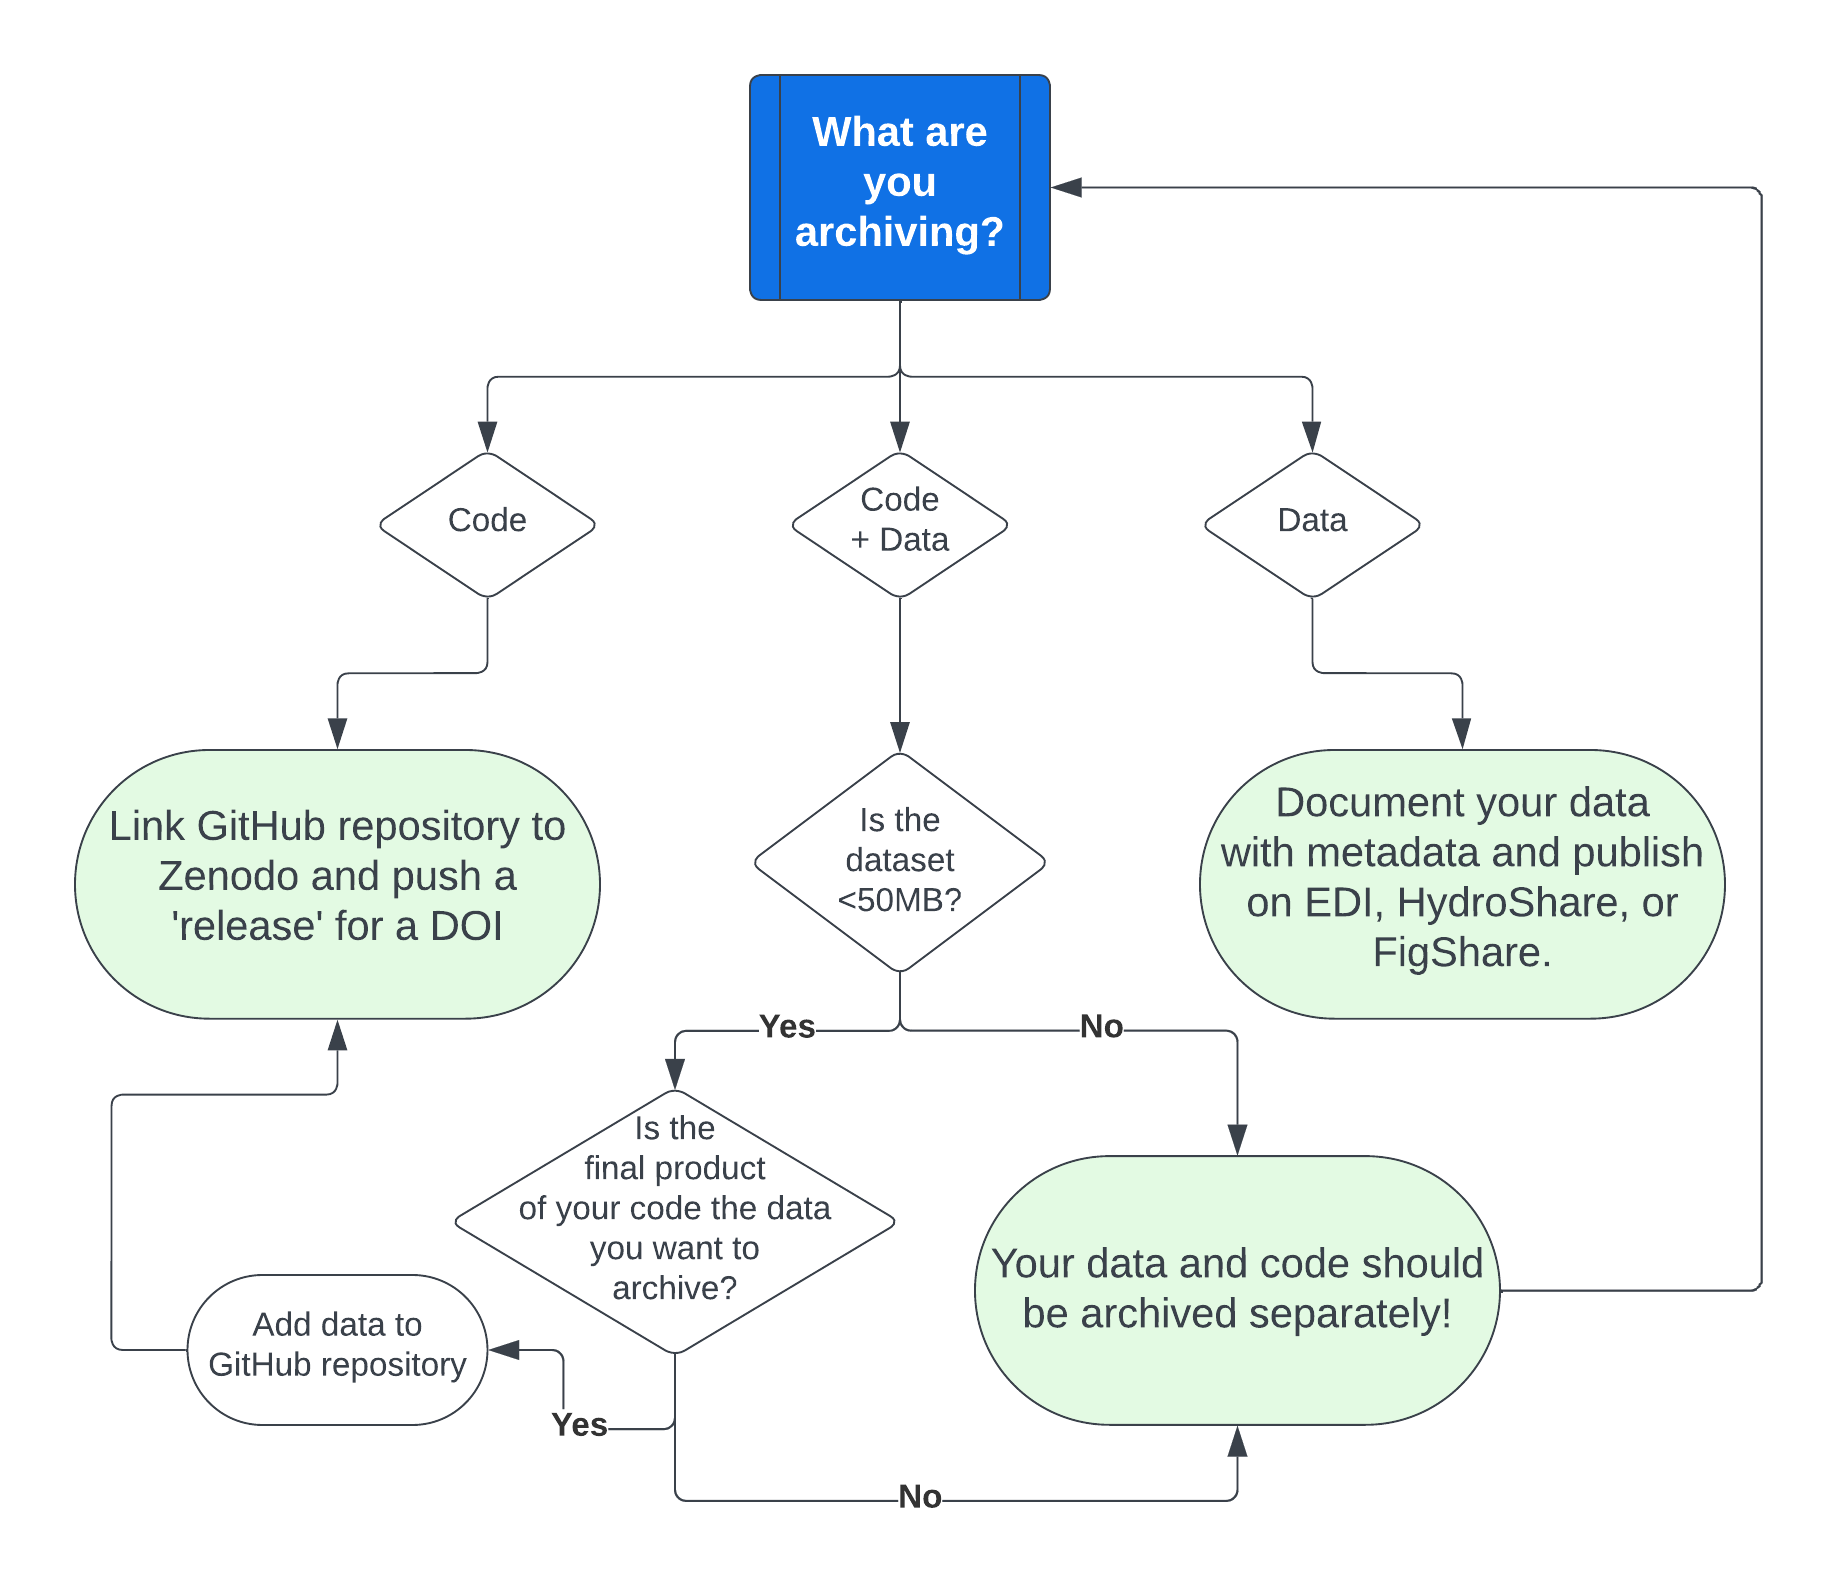 What are
you
archiving?
Code
Code
+ Data
Data
Link GitHub repository to
Zenodo and push a
'release' for a DOI
Is the
dataset
<50MB?
Document your data
with metadata and publish
on EDI, HydroShare, or
FigShare.
Yes
No
Is the
final product
of your code the data
you want to
archive?
Your data and code should
be archived separately!
Add data to
GitHub repository
Yes
No